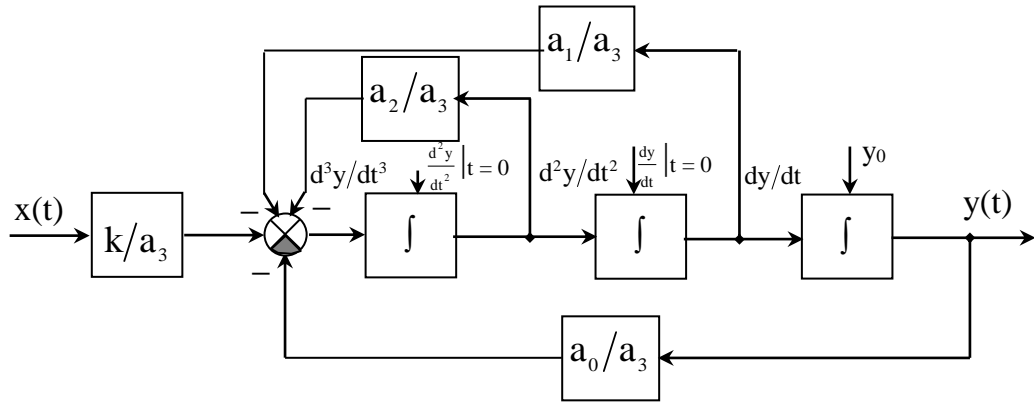 a₁/a₃
a₂/a₃
d³y/dt³
d²y/dt² |t = 0
d²y/dt²
dy/dt |t = 0
dy/dt
y₀
x(t)
k/a₃
−
−
−
∫
∫
∫
y(t)
a₀/a₃